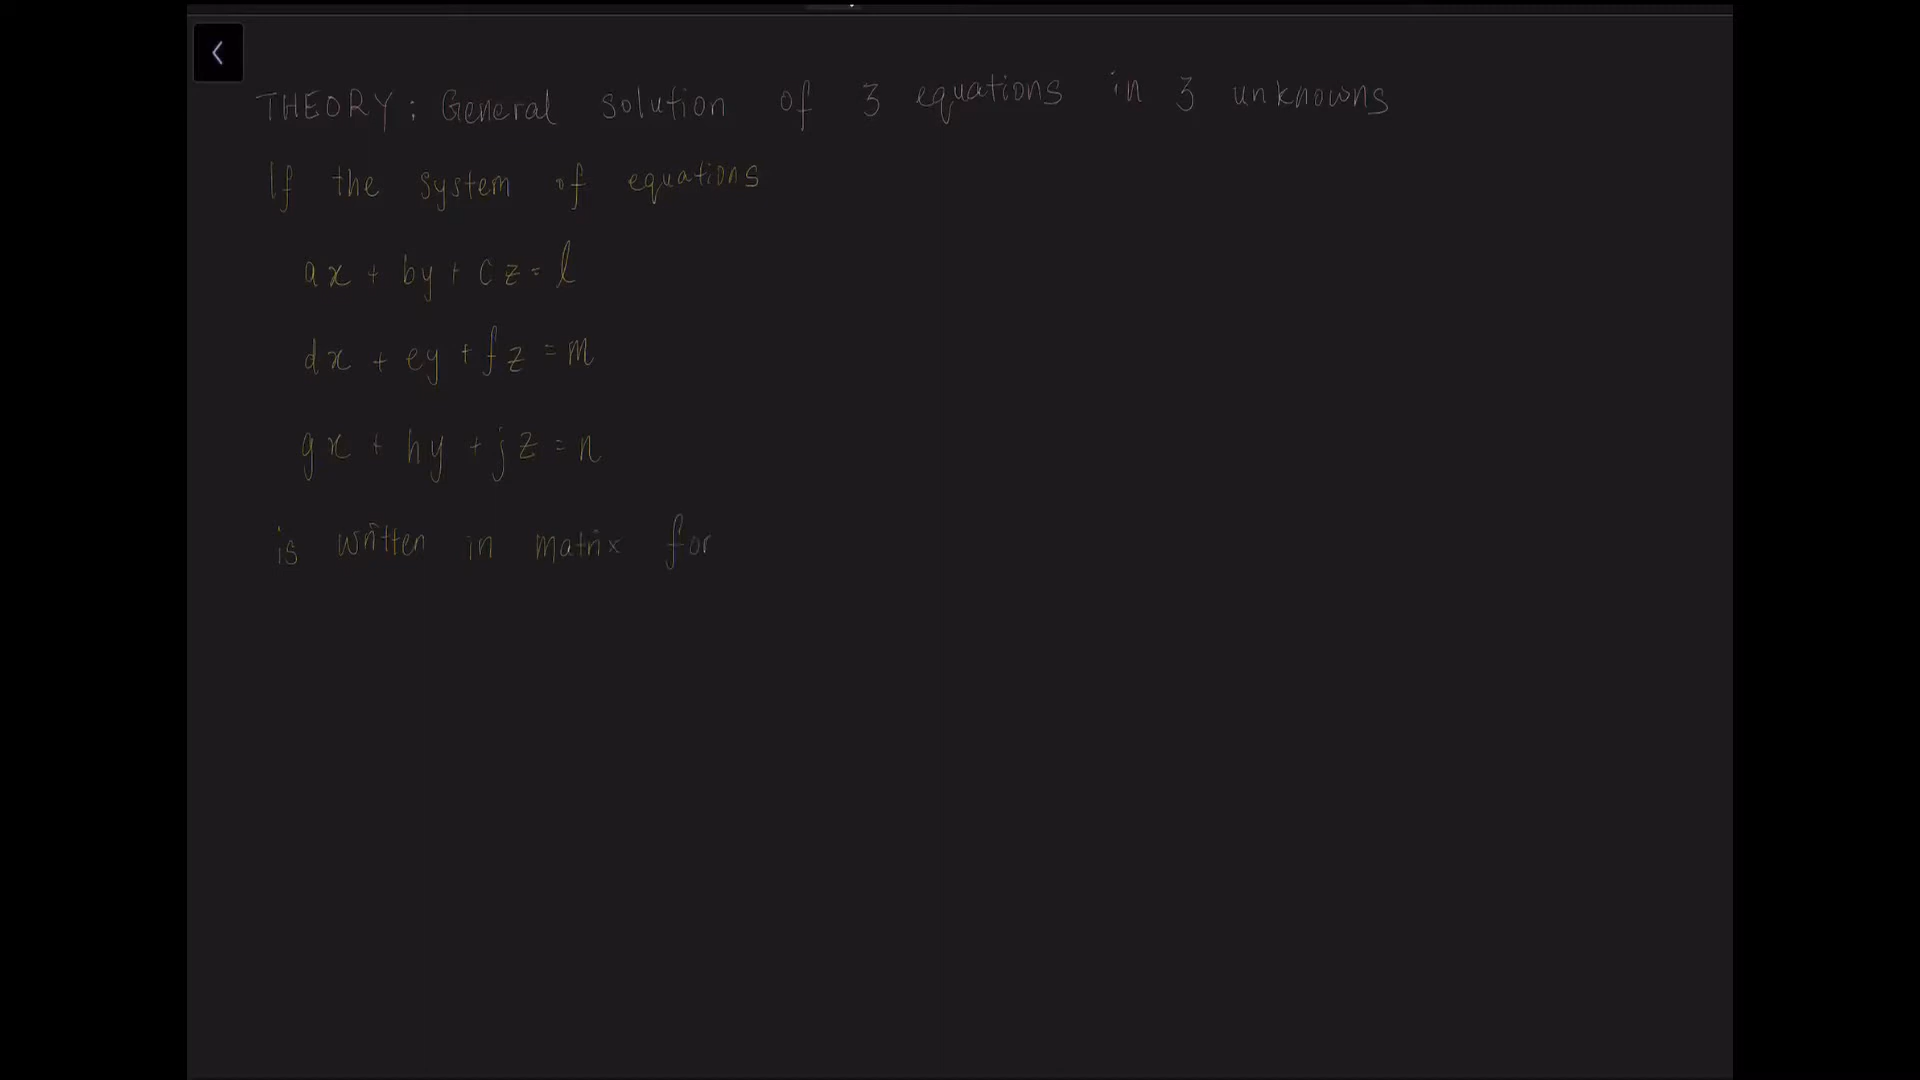 THEORY: General solution of 3 equations in 3 unknowns
If the system of equations
ax + by + cz = l
dx + ey + fz = m
gx + hy + jz = n
is written in matrix for